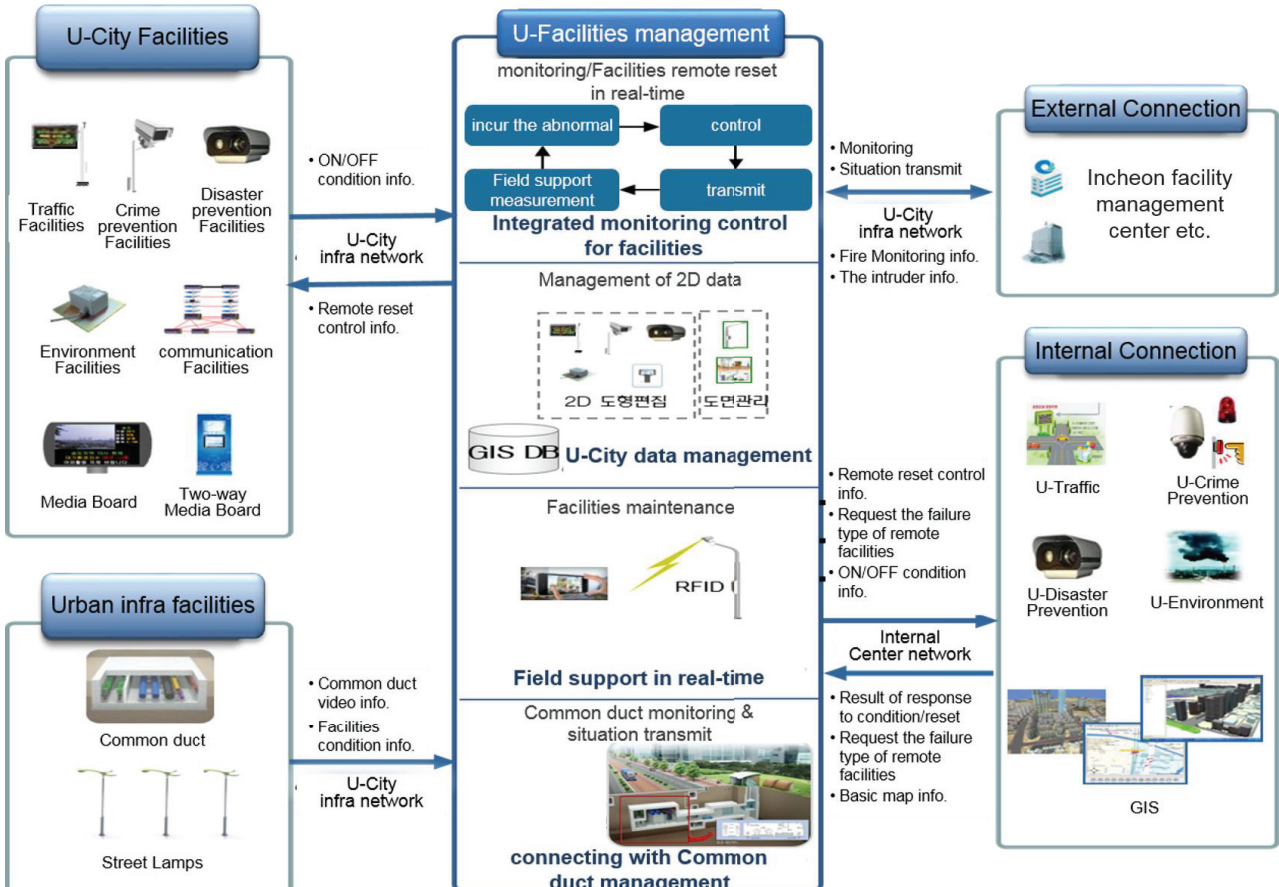 U-City Facilities
Traffic
Facilities
Crime
prevention
Facilities
Disaster
prevention
Facilities
Environment
Facilities
communication
Facilities
Media Board
Two-way
Media Board
Urban infra facilities
Common duct
Street Lamps
• ON/OFF
condition info.
U-City
infra network
• Remote reset
control info.
• Common duct
video info.
• Facilities
condition info.
U-City
infra network
U-Facilities management
monitoring/Facilities remote reset
in real-time
incur the abnormal
control
Field support
measurement
transmit
Integrated monitoring control
for facilities
Management of 2D data
2D 도형편집
도면관리
GIS DB
U-City data management
Facilities maintenance
RFID
Field support in real-time
Common duct monitoring &
situation transmit
connecting with Common
duct management
• Monitoring
• Situation transmit
U-City
infra network
• Fire Monitoring info.
• The intruder info.
• Remote reset control
info.
• Request the failure
type of remote
facilities
• ON/OFF condition
info.
Internal
Center network
• Result of response
to condition/reset
• Request the failure
type of remote
facilities
• Basic map info.
External Connection
Incheon facility
management
center etc.
Internal Connection
U-Traffic
U-Crime
Prevention
U-Disaster
Prevention
U-Environment
GIS